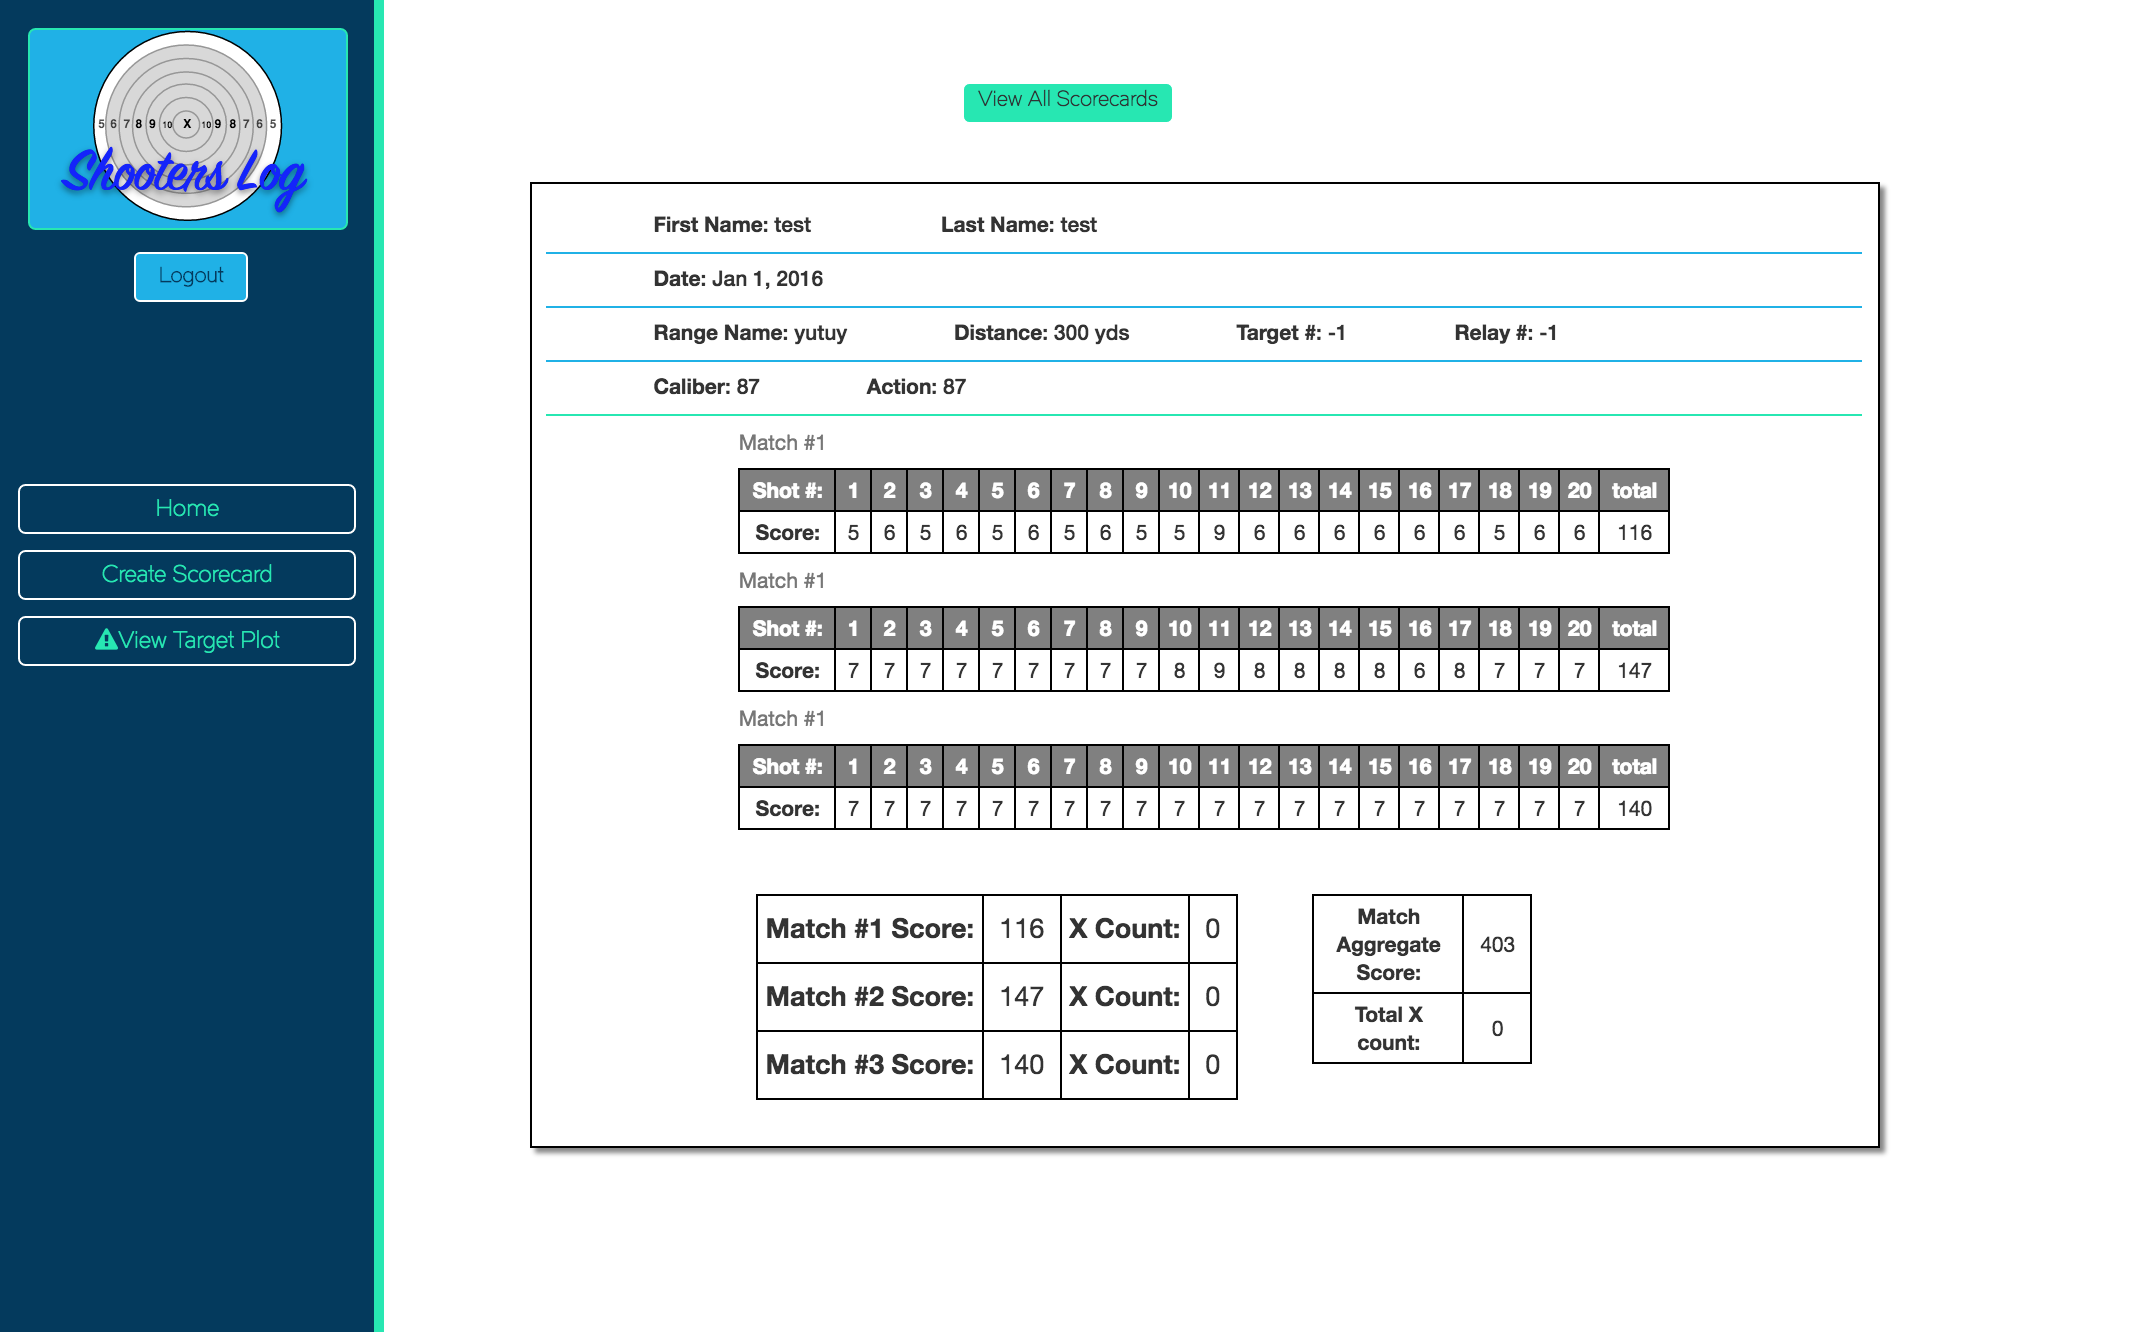 5 6 7 8 9 10 X 10 9 8 7 6 5
Shooters Log
Logout
Home
Create Scorecard
View Target Plot
View All Scorecards
First Name: test Last Name: test
Date: Jan 1, 2016
Range Name: yutuy Distance: 300 yds Target #: -1 Relay #: -1
Caliber: 87 Action: 87
Match #1
Shot #: 1 2 3 4 5 6 7 8 9 10 11 12 13 14 15 16 17 18 19 20 total
Score: 5 6 5 6 5 6 5 6 5 5 9 6 6 6 6 6 6 5 6 6 116
Match #1
Shot #: 1 2 3 4 5 6 7 8 9 10 11 12 13 14 15 16 17 18 19 20 total
Score: 7 7 7 7 7 7 7 7 7 8 9 8 8 8 8 6 8 7 7 7 147
Match #1
Shot #: 1 2 3 4 5 6 7 8 9 10 11 12 13 14 15 16 17 18 19 20 total
Score: 7 7 7 7 7 7 7 7 7 7 7 7 7 7 7 7 7 7 7 7 140
Match #1 Score: 116 X Count: 0
Match #2 Score: 147 X Count: 0
Match #3 Score: 140 X Count: 0
Match
Aggregate 403
Score:
Total X
count: 0